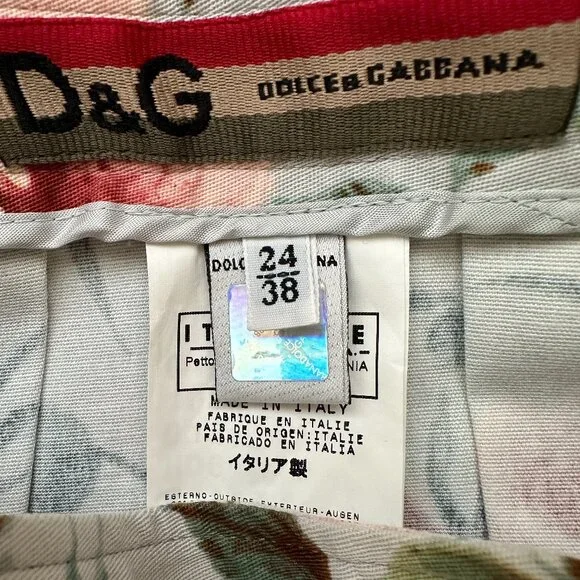 D&G DOLCE&GABBANA
24
38
MADE IN ITALY
FABRIQUE EN ITALIE
PAIS DE ORIGEN:ITALIE
FABRICADO EN ITALIA
イタリア製
ESTERNO-OUTSIDE EXTERIEUR-AUSEN